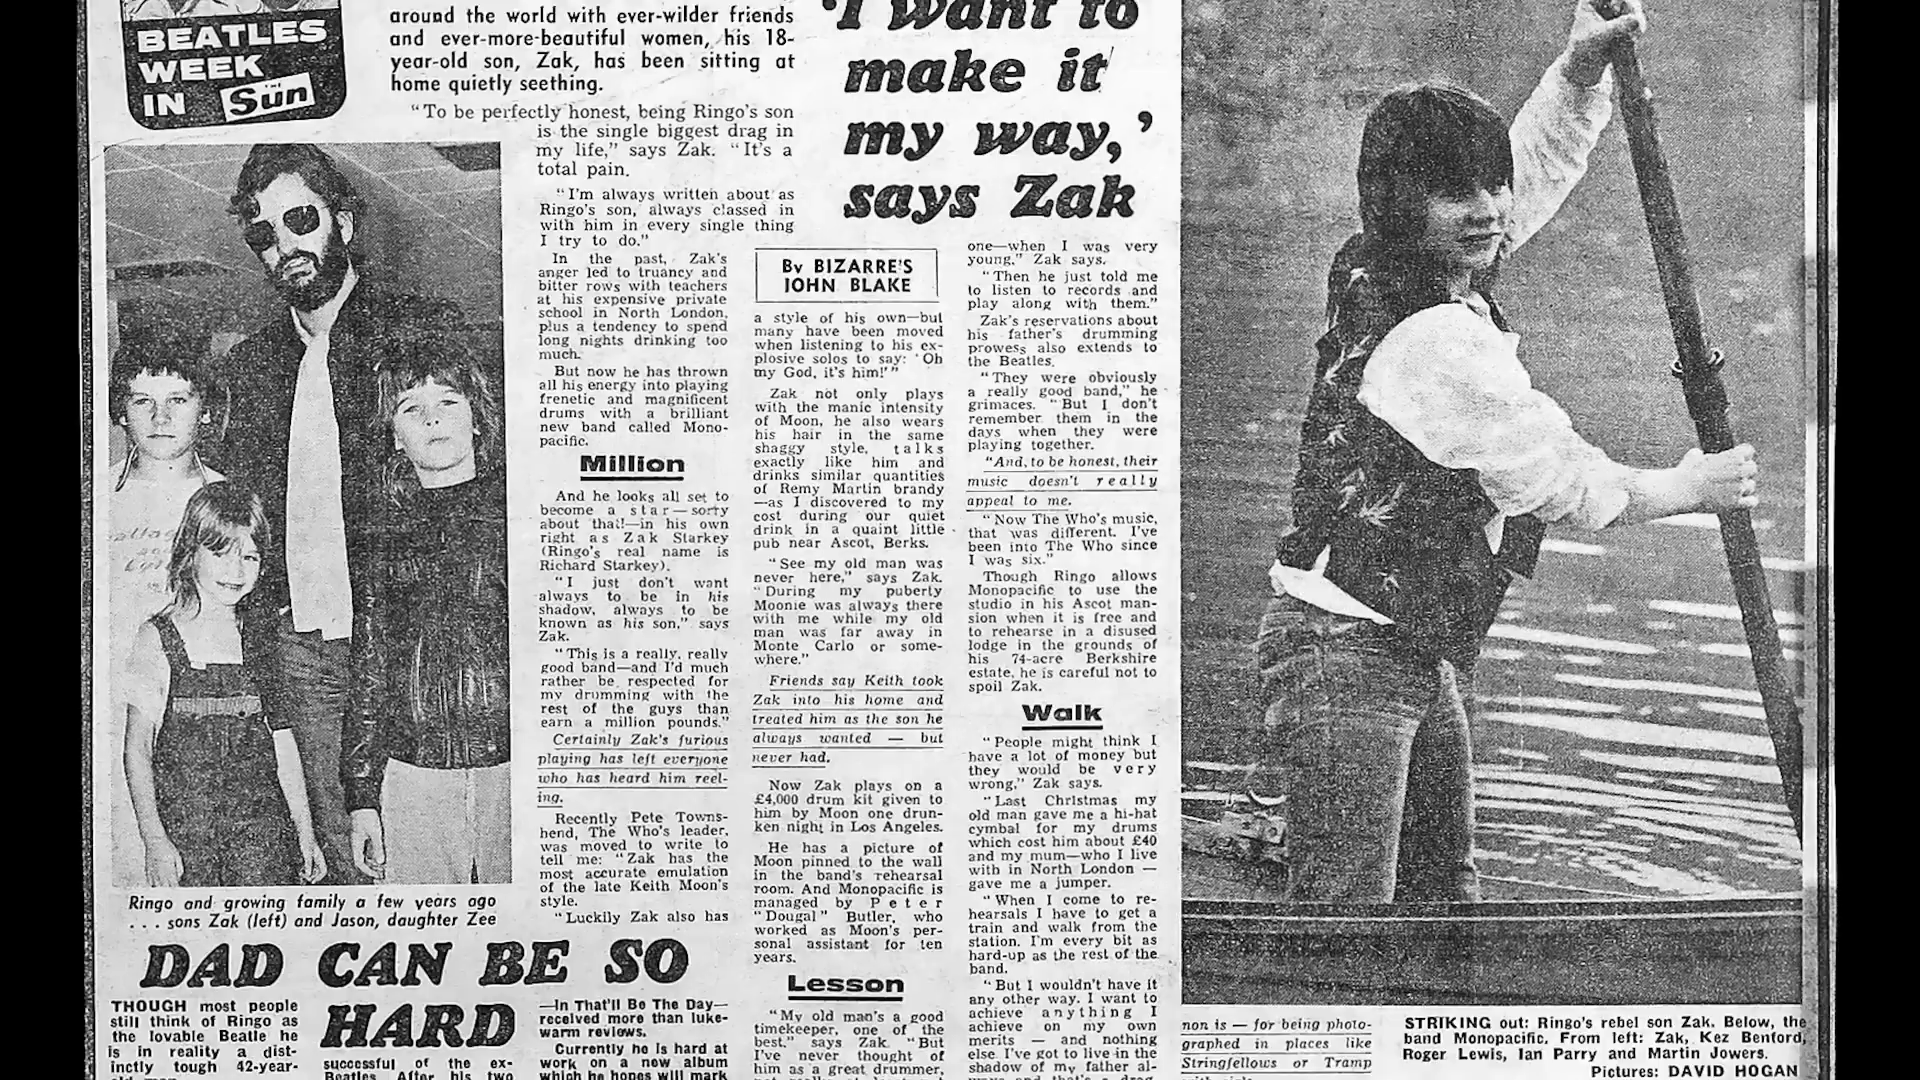 BEATLES
WEEK
IN THE Sun
around the world with ever-wilder friends
and ever-more-beautiful women, his 18-
year-old son, Zak, has been sitting at
home quietly seething.
"To be perfectly honest, being Ringo's son
is the single biggest drag in
my life," says Zak. "It's a
total pain.
"I'm always written about as
Ringo's son, always classed in
with him in every single thing
I try to do."
In the past, Zak's
anger led to truancy and
bitter rows with teachers
at his expensive private
school in North London,
plus a tendency to spend
long nights drinking too
much.
But now he has thrown
all his energy into playing
frenetic and magnificent
drums with a brilliant
new band called Mono-
pacific.
Million
And he looks all set to
become a star—sorty
about that!—in his own
right as Zak Starkey
(Ringo's real name is
Richard Starkey).
"I just don't want
always to be in his
shadow, always to be
known as his son," says
Zak.
"This is a really, really
good band—and I'd much
rather be respected for
my drumming with the
rest of the guys than
earn a million pounds."
Certainly Zak's furious
playing has left everyone
who has heard him reel-
ing.
Recently Pete Towns-
hend, The Who's leader,
was moved to write to
tell me: "Zak has the
most accurate emulation
of the late Keith Moon's
style.
"Luckily Zak also has
'I want to
make it
my way,'
says Zak
By BIZARRE'S
JOHN BLAKE
a style of his own—but
many have been moved
when listening to his ex-
plosive solos to say: 'Oh
my God, it's him!'"
Zak not only plays
with the manic intensity
of Moon, he also wears
his hair in the same
shaggy style, talks
exactly like him and
drinks similar quantities
of Remy Martin brandy
—as I discovered to my
cost during our quiet
drink in a quaint little
pub near Ascot, Berks.
"See my old man was
never here," says Zak.
"During my puberty
Moonie was always there
with me while my old
man was far away in
Monte Carlo or some-
where."
Friends say Keith took
Zak into his home and
treated him as the son he
always wanted — but
never had.
Now Zak plays on a
£4,000 drum kit given to
him by Moon one drun-
ken night in Los Angeles.
He has a picture of
Moon pinned to the wall
in the band's rehearsal
room. And Monopacific is
managed by Peter
"Dougal" Butler, who
worked as Moon's per-
sonal assistant for ten
years.
Lesson
"My old man's a good
timekeeper, one of the
best," says Zak. "But
I've never thought of
him as a great drummer,
one—when I was very
young," Zak says.
"Then he just told me
to listen to records and
play along with them."
Zak's reservations about
his father's drumming
prowess also extends to
the Beatles.
"They were obviously
a really good band," he
grimaces. "But I don't
remember them in the
days when they were
playing together.
"And, to be honest, their
music doesn't really
appeal to me.
"Now The Who's music,
that was different. I've
been into The Who since
I was six."
Though Ringo allows
Monopacific to use the
studio in his Ascot man-
sion when it is free and
to rehearse in a disused
lodge in the grounds of
his 74-acre Berkshire
estate, he is careful not to
spoil Zak.
Walk
"People might think I
have a lot of money but
they would be very
wrong," Zak says.
"Last Christmas my
old man gave me a hi-hat
cymbal for my drums
which cost him about £40
and my mum—who I live
with in North London —
gave me a jumper.
"When I come to re-
hearsals I have to get a
train and walk from the
station. I'm every bit as
hard-up as the rest of the
band.
"But I wouldn't have it
any other way. I want to
achieve anything I
achieve on my own
merits — and nothing
else. I've got to live in the
shadow of my father al-
Ringo and growing family a few years ago
. . . sons Zak (left) and Jason, daughter Zee
DAD CAN BE SO
HARD
THOUGH most people
still think of Ringo as
the lovable Beatle he
is in reality a dist-
inctly tough 42-year-
old man
successful of the ex-
Beatles. After his two
—In That'll Be The Day—
received more than luke-
warm reviews.
Currently he is hard at
work on a new album
which he hopes will mark
non is — for being photo-
graphed in places like
Stringfellows or Tramp
STRIKING out: Ringo's rebel son Zak. Below, the
band Monopacific. From left: Zak, Kez Benford,
Roger Lewis, Ian Parry and Martin Jowers.
Pictures: DAVID HOGAN